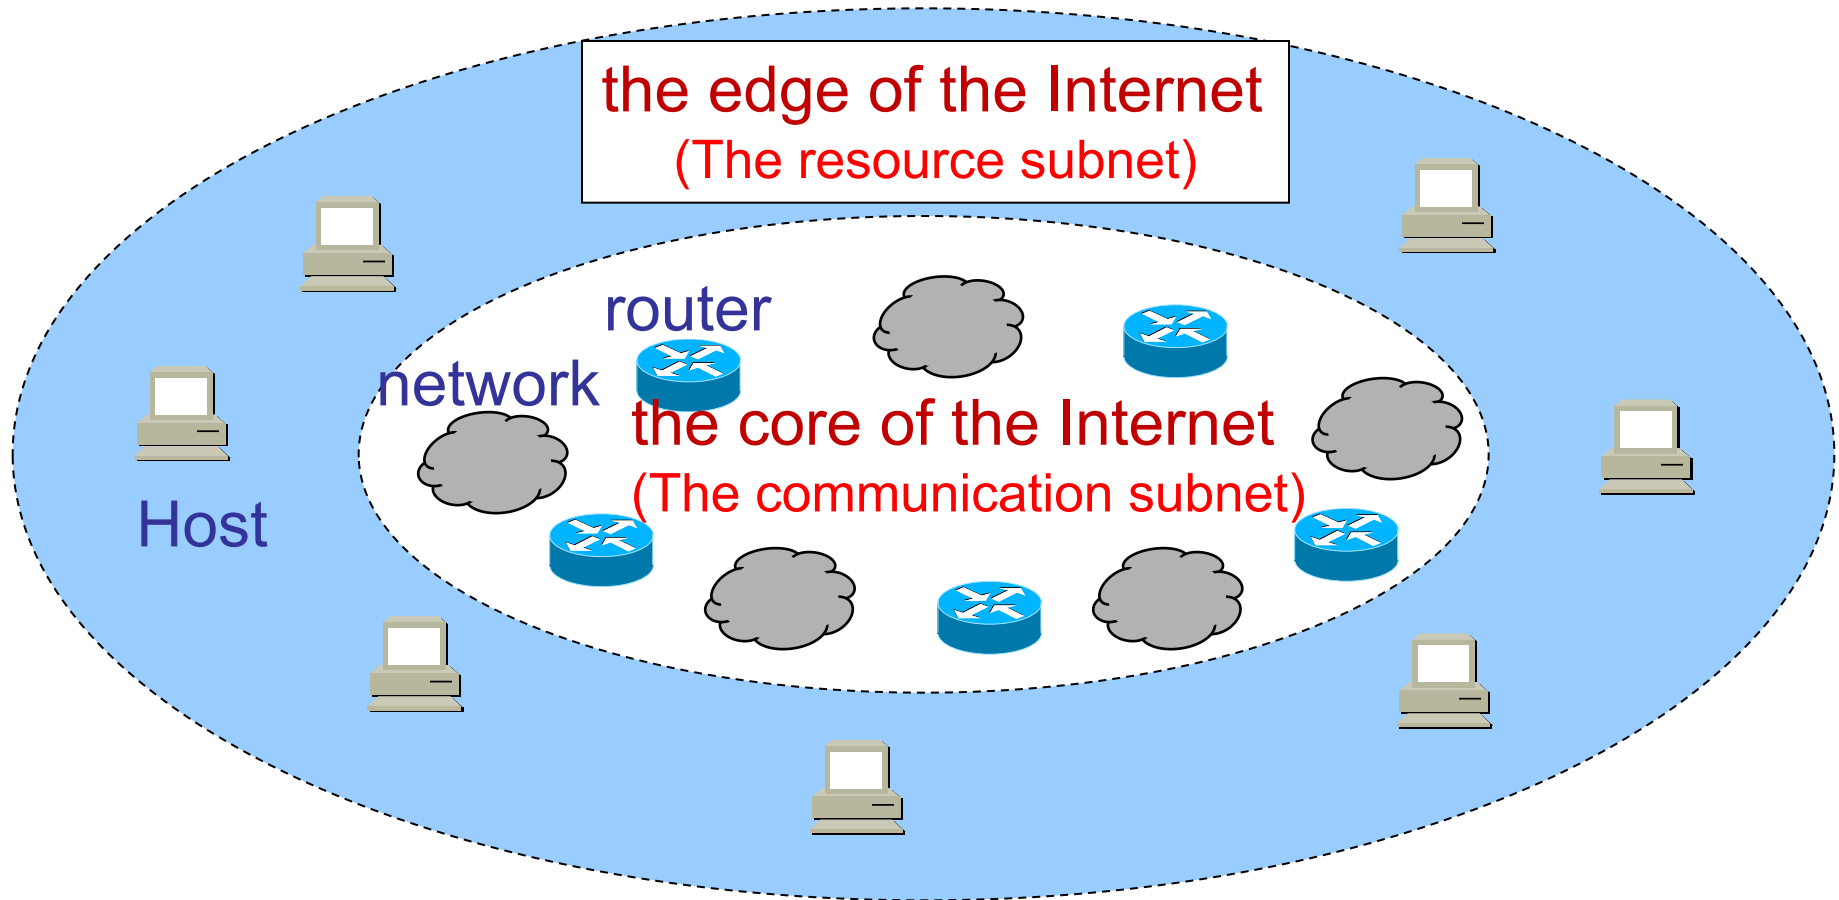 the edge of the Internet
(The resource subnet)
router
network
the core of the Internet
(The communication subnet)
Host